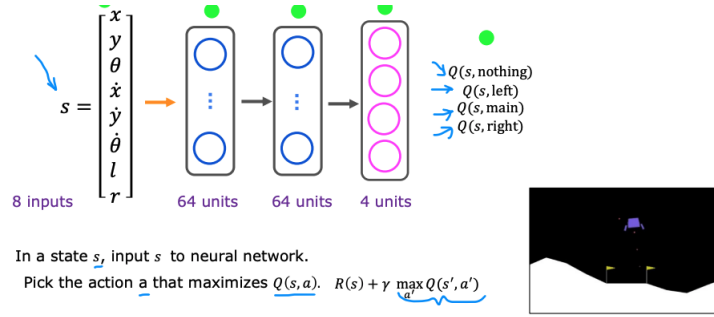 x
y
θ
ẋ
s = ẏ
θ̇
l
r
Q(s, nothing)
Q(s, left)
Q(s, main)
Q(s, right)
8 inputs 64 units 64 units 4 units
In a state s, input s to neural network.
Pick the action a that maximizes Q(s, a). R(s) + γ max Q(s′, a′)
a′